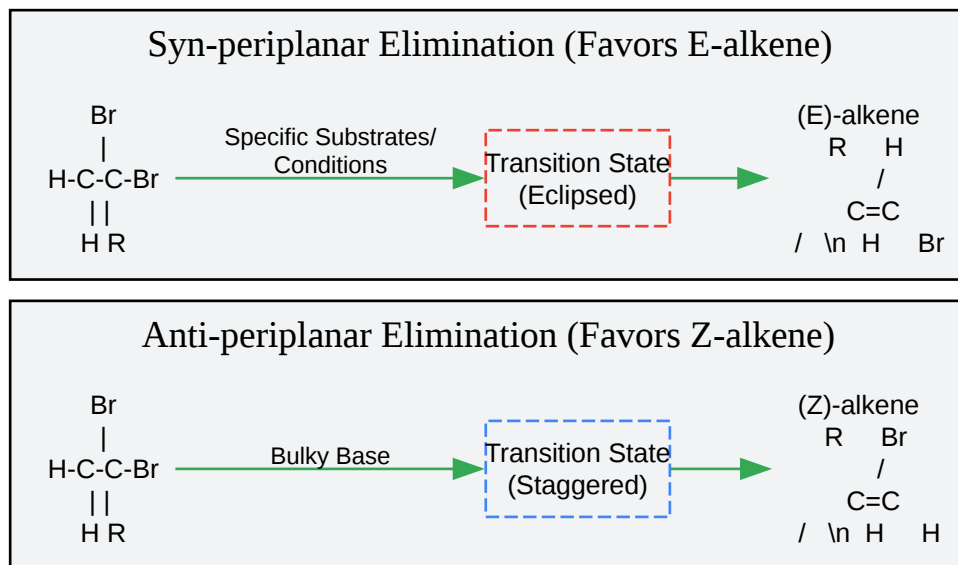 Syn-periplanar Elimination (Favors E-alkene)
Br
|
H-C-C-Br
| |
H R
Specific Substrates/
Conditions
Transition State
(Eclipsed)
(E)-alkene
R H
/
C=C
/ \n H Br
Anti-periplanar Elimination (Favors Z-alkene)
Br
|
H-C-C-Br
| |
H R
Bulky Base
Transition State
(Staggered)
(Z)-alkene
R Br
/
C=C
/ \n H H